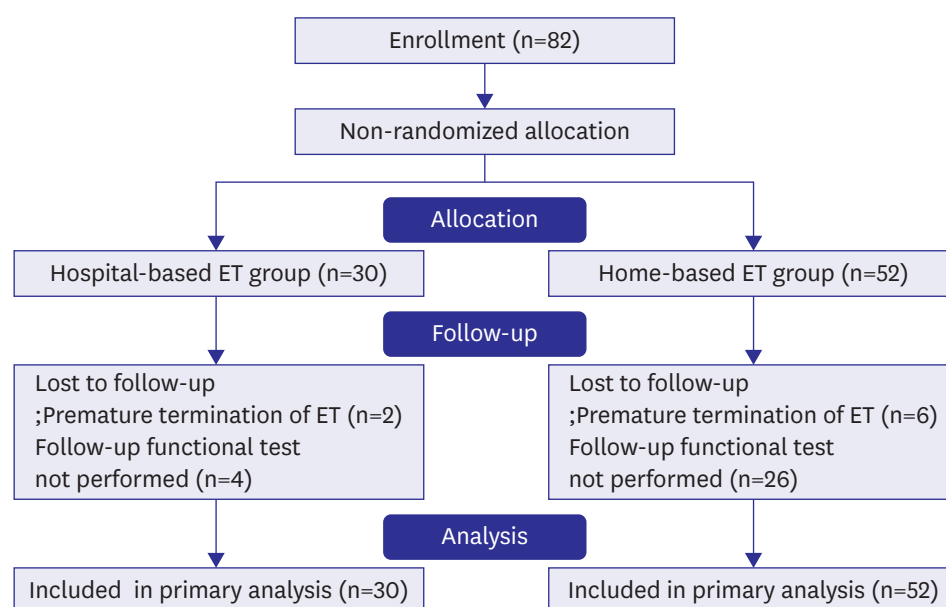 Enrollment (n=82)
Non-randomized allocation
Allocation
Hospital-based ET group (n=30)
Home-based ET group (n=52)
Follow-up
Lost to follow-up
;Premature termination of ET (n=2)
Follow-up functional test
not performed (n=4)
Lost to follow-up
;Premature termination of ET (n=6)
Follow-up functional test
not performed (n=26)
Analysis
Included in primary analysis (n=30)
Included in primary analysis (n=52)